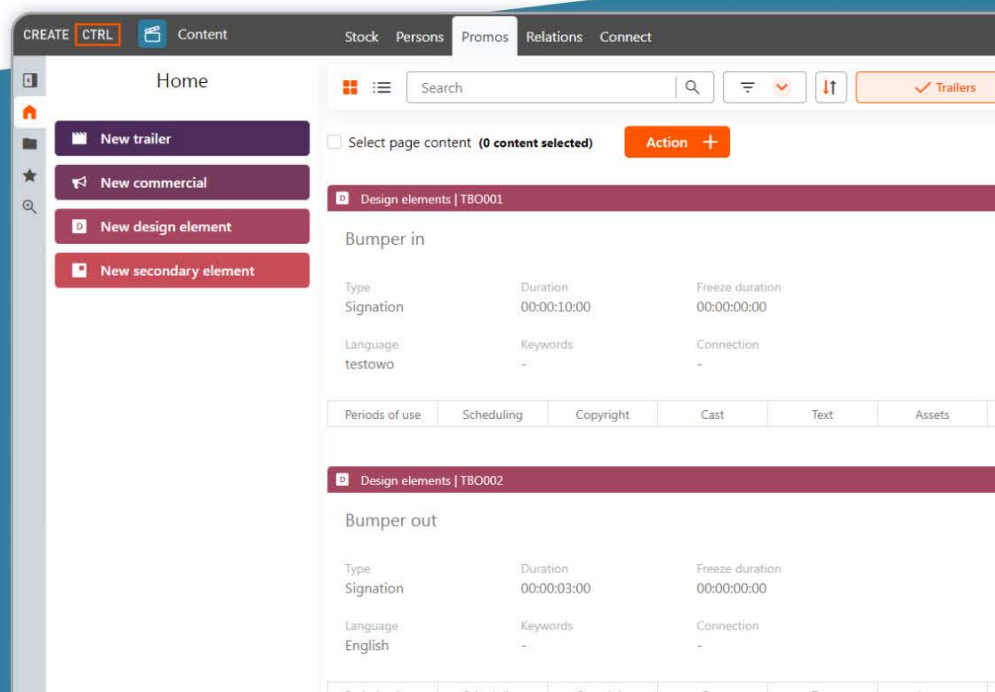 CREATE CTRL Content Stock Persons Promos Relations Connect
Home
Search
Trailers
New trailer
New commercial
New design element
New secondary element
Select page content (0 content selected) Action +
D Design elements | TBO001
Bumper in
Type Duration Freeze duration
Signation 00:00:10:00 00:00:00:00
Language Keywords Connection
testowo - -
Periods of use Scheduling Copyright Cast Text Assets
D Design elements | TBO002
Bumper out
Type Duration Freeze duration
Signation 00:00:03:00 00:00:00:00
Language Keywords Connection
English - -